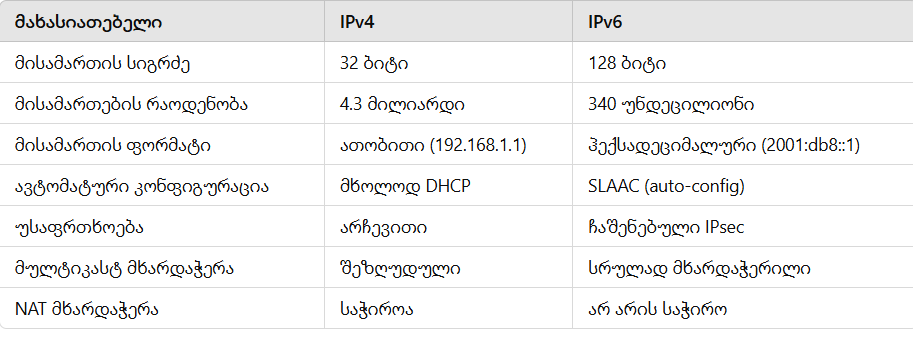 მახასიათებელი IPv4 IPv6
მისამართის სიგრძე 32 ბიტი 128 ბიტი
მისამართების რაოდენობა 4.3 მილიარდი 340 უნდეცილიონი
მისამართის ფორმატი ათობითი (192.168.1.1) ჰექსადეციმალური (2001:db8::1)
ავტომატური კონფიგურაცია მხოლოდ DHCP SLAAC (auto-config)
უსაფრთხოება არჩევითი ჩაშენებული IPsec
მულტიკასტ მხარდაჭერა შეზღუდული სრულად მხარდაჭერილი
NAT მხარდაჭერა საჭიროა არ არის საჭირო